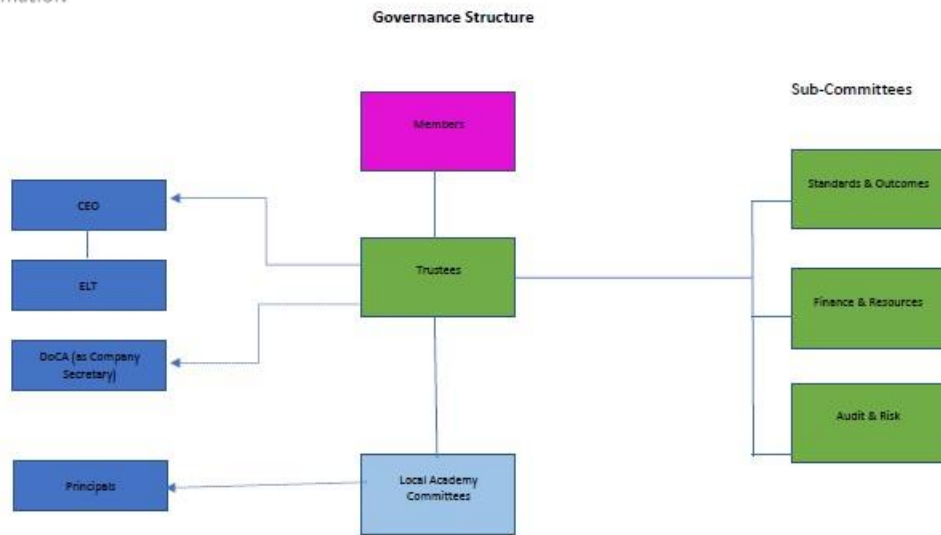 Governance Structure
Sub-Committees
Members
Standards & Outcomes
CEO
Trustees
ELT
Finance & Resources
DoCA (as Company
Secretary)
Audit & Risk
Principals
Local Academy
Committees